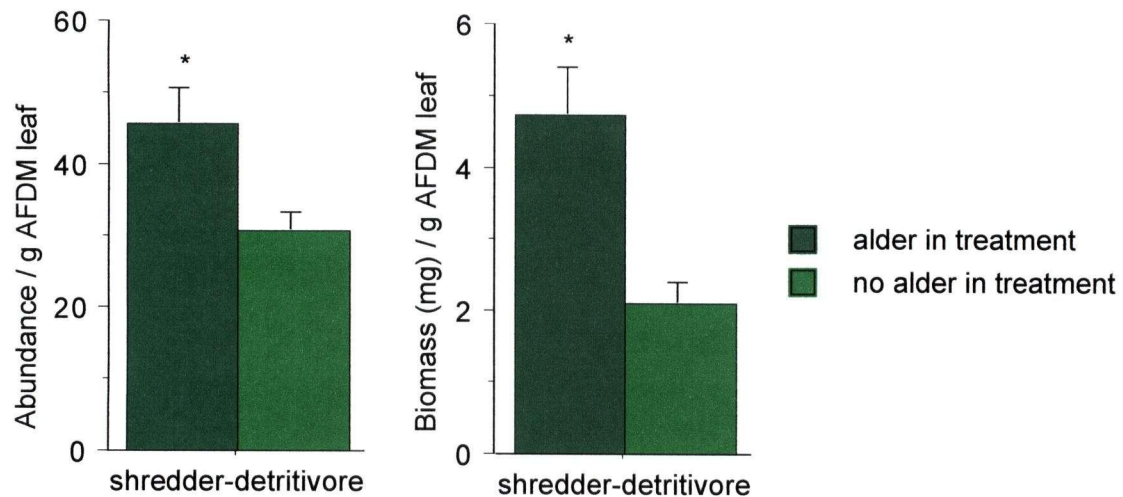 Abundance / g AFDM leaf
60
40
20
0
*
shredder-detritivore
Biomass (mg) / g AFDM leaf
6
4
2
0
*
shredder-detritivore
alder in treatment
no alder in treatment